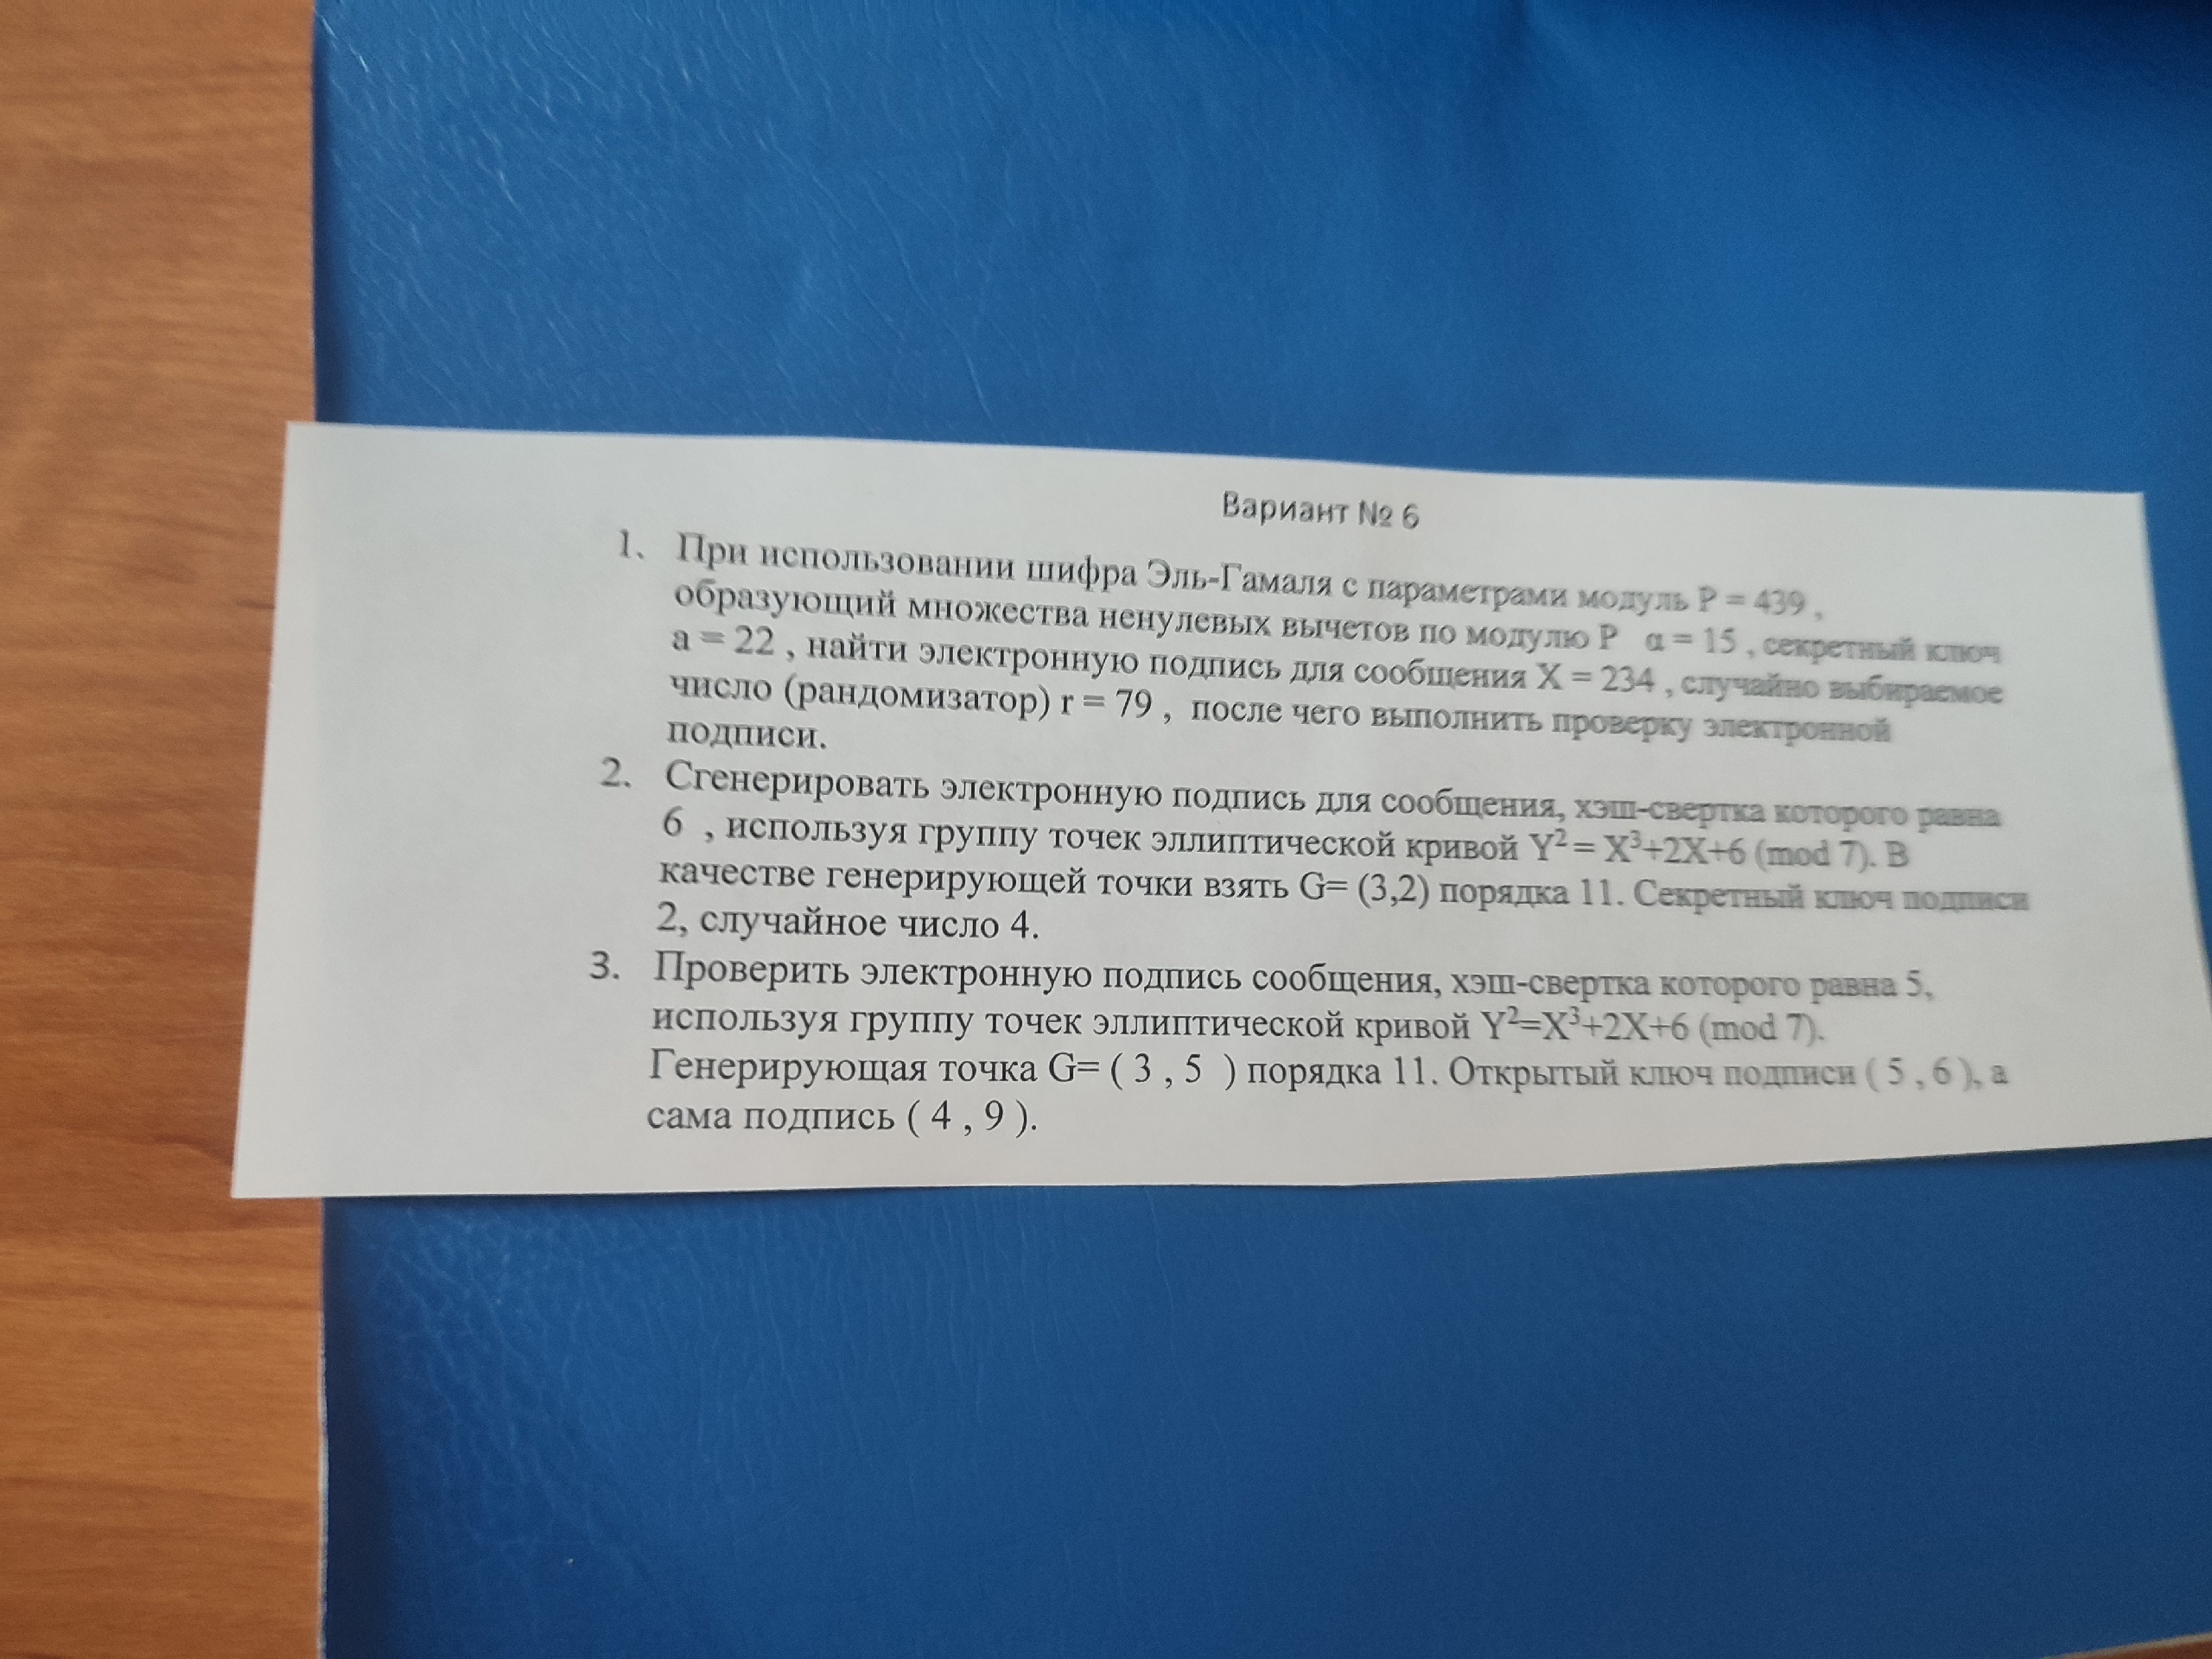 Вариант № 6
1. При использовании шифра Эль-Гамаля с параметрами модуль P = 439 ,
образующий множества ненулевых вычетов по модулю P α = 15 , секретный ключ
a = 22 , найти электронную подпись для сообщения X = 234 , случайно выбираемое
число (рандомизатор) r = 79 , после чего выполнить проверку электронной
подписи.
2. Сгенерировать электронную подпись для сообщения, хэш-свертка которого равна
6 , используя группу точек эллиптической кривой Y² = X³+2X+6 (mod 7). В
качестве генерирующей точки взять G= (3,2) порядка 11. Секретный ключ подписи
2, случайное число 4.
3. Проверить электронную подпись сообщения, хэш-свертка которого равна 5,
используя группу точек эллиптической кривой Y²=X³+2X+6 (mod 7).
Генерирующая точка G= ( 3 , 5 ) порядка 11. Открытый ключ подписи ( 5 , 6 ), а
сама подпись ( 4 , 9 ).